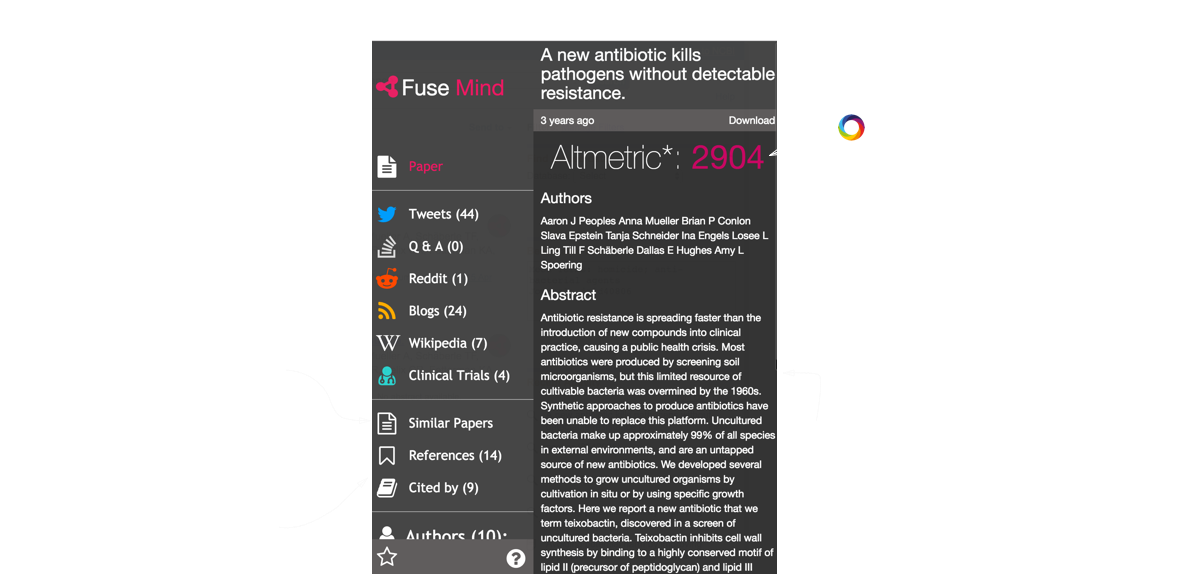 Fuse Mind
Paper
Tweets (44)
Q & A (0)
Reddit (1)
Blogs (24)
Wikipedia (7)
Clinical Trials (4)
Similar Papers
References (14)
Cited by (9)
Authors (10):
A new antibiotic kills
pathogens without detectable
resistance.
3 years ago Download
Altmetric*: 2904
Authors
Aaron J Peoples Anna Mueller Brian P Conlon
Slava Epstein Tanja Schneider Ina Engels Losee L
Ling Till F Schäberle Dallas E Hughes Amy L
Spoering
Abstract
Antibiotic resistance is spreading faster than the
introduction of new compounds into clinical
practice, causing a public health crisis. Most
antibiotics were produced by screening soil
microorganisms, but this limited resource of
cultivable bacteria was overmined by the 1960s.
Synthetic approaches to produce antibiotics have
been unable to replace this platform. Uncultured
bacteria make up approximately 99% of all species
in external environments, and are an untapped
source of new antibiotics. We developed several
methods to grow uncultured organisms by
cultivation in situ or by using specific growth
factors. Here we report a new antibiotic that we
term teixobactin, discovered in a screen of
uncultured bacteria. Teixobactin inhibits cell wall
synthesis by binding to a highly conserved motif of
lipid II (precursor of peptidoglycan) and lipid III